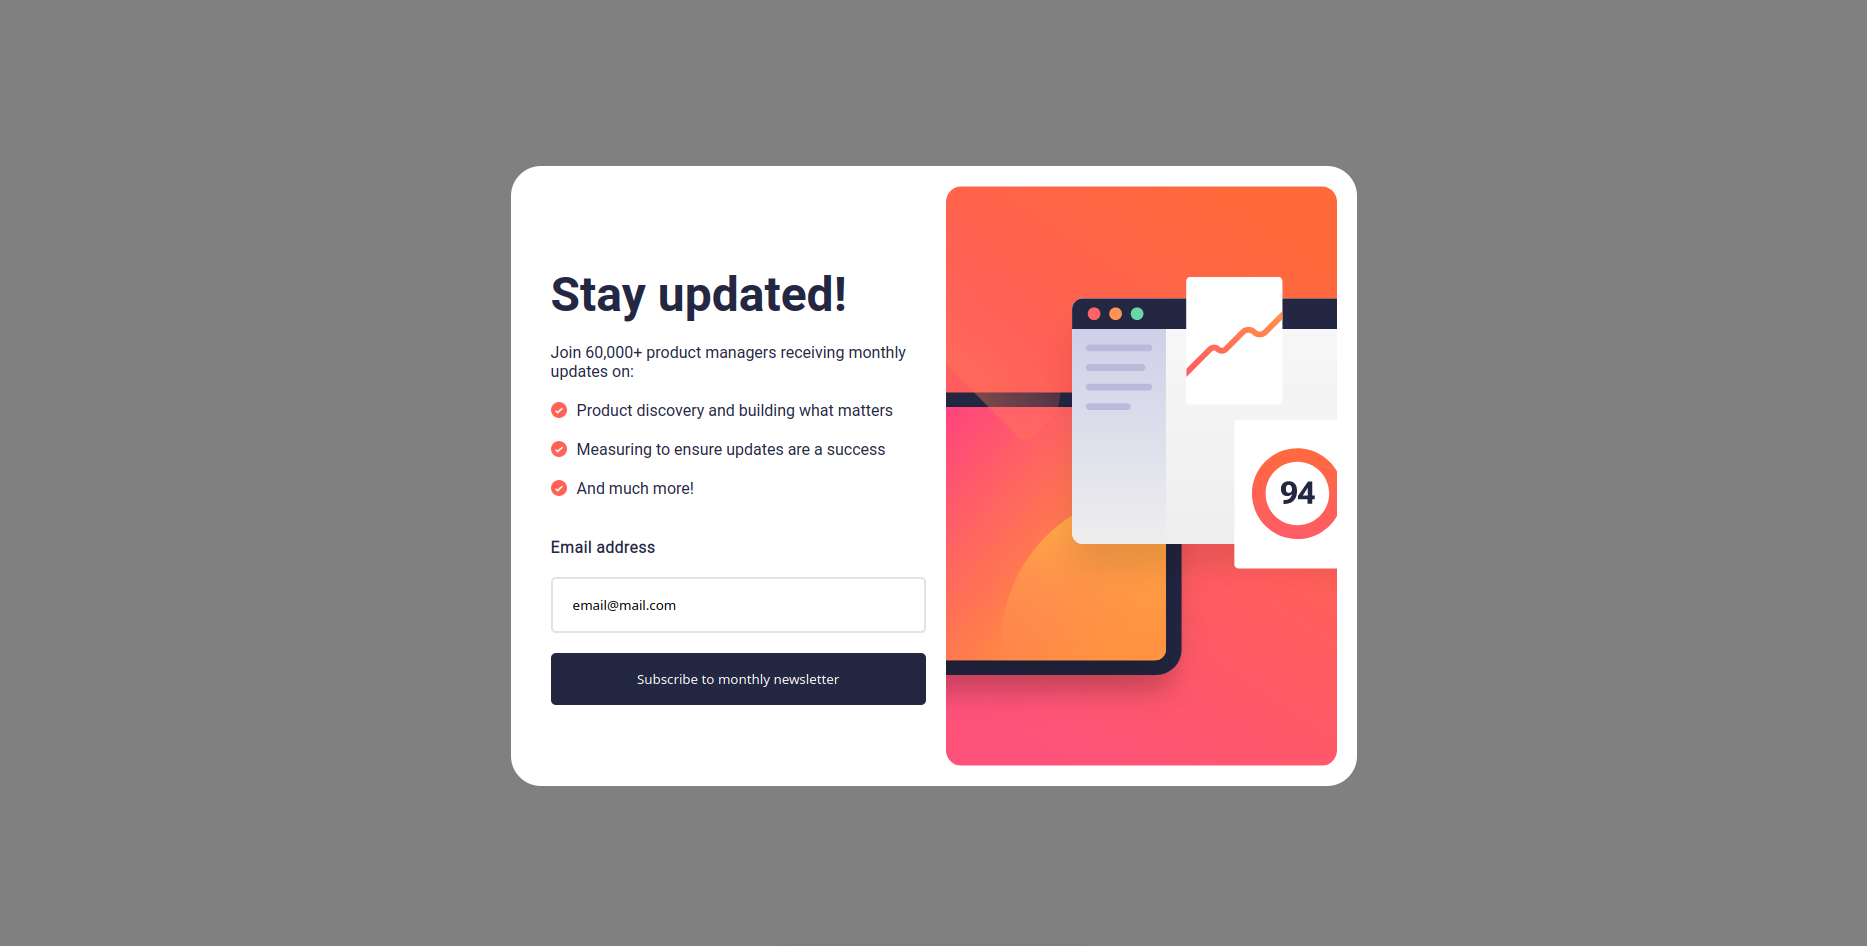 Stay updated!
Join 60,000+ product managers receiving monthly
updates on:
Product discovery and building what matters
Measuring to ensure updates are a success
And much more!
Email address
email@mail.com
Subscribe to monthly newsletter
94